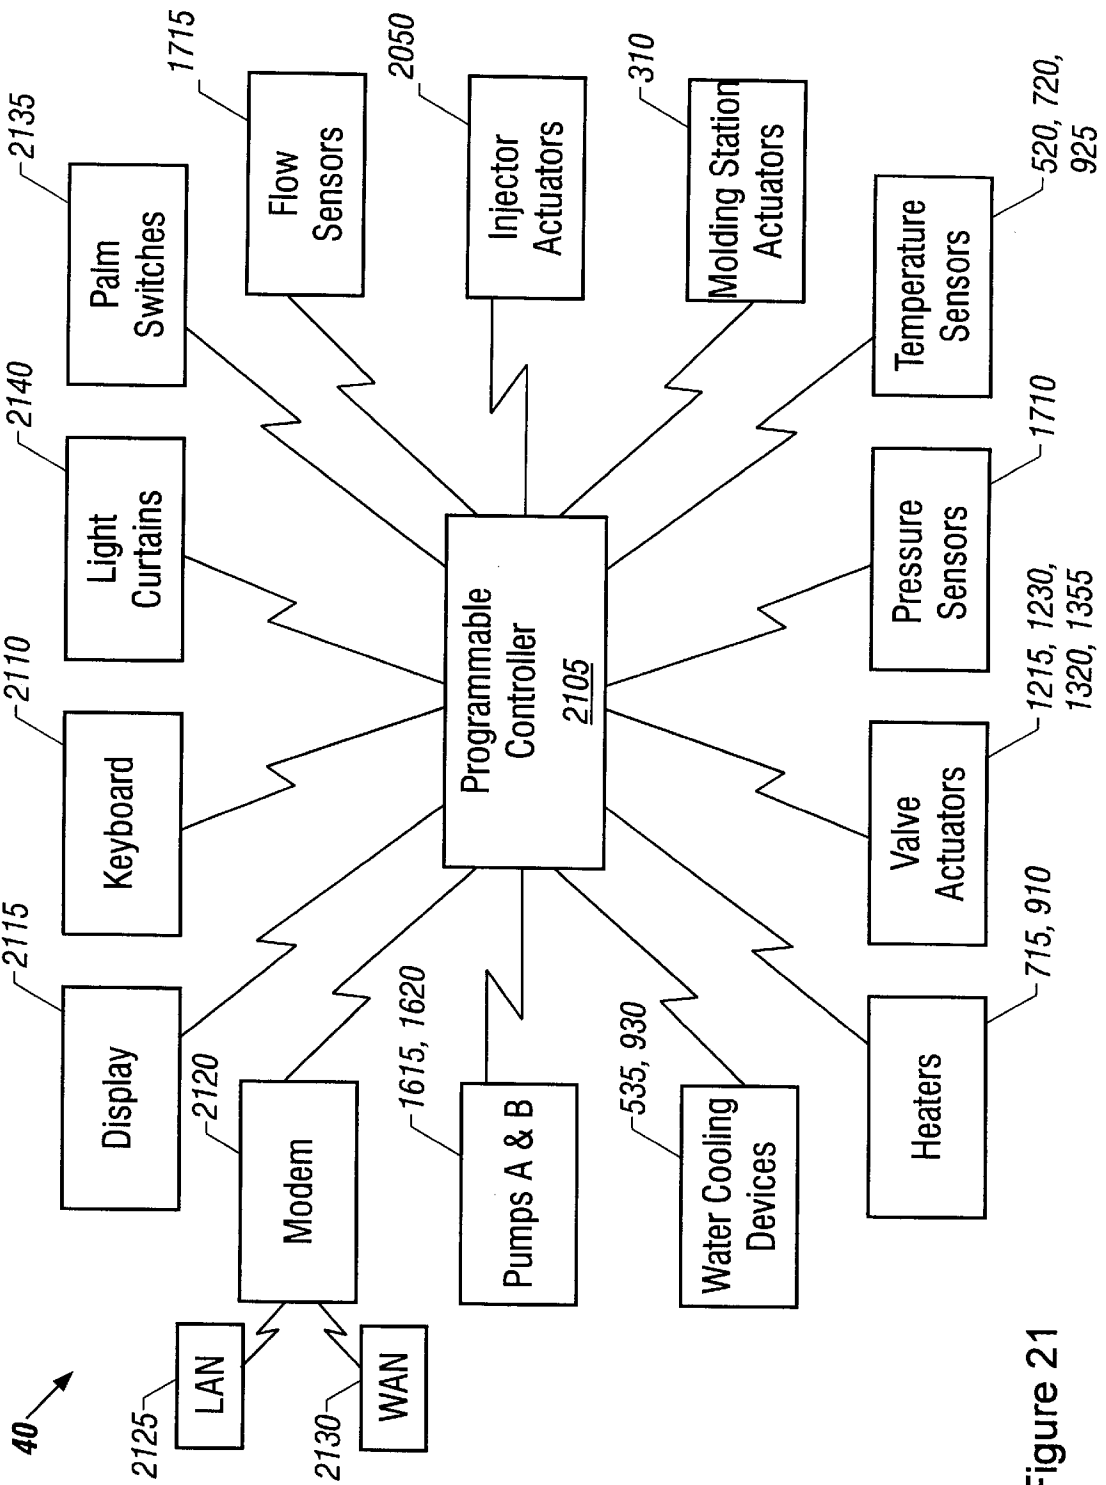 40
2125
LAN
2130
WAN
2120
Modem
2115
Display
2110
Keyboard
2140
Light
Curtains
2135
Palm
Switches
1715
Flow
Sensors
1615, 1620
Pumps A & B
Programmable
Controller
2105
2050
Injector
Actuators
535, 930
Water Cooling
Devices
310
Molding Station
Actuators
715, 910
Heaters
Valve
Actuators
1215, 1230,
1320, 1355
Pressure
Sensors
1710
Temperature
Sensors
520, 720,
925
Figure 21